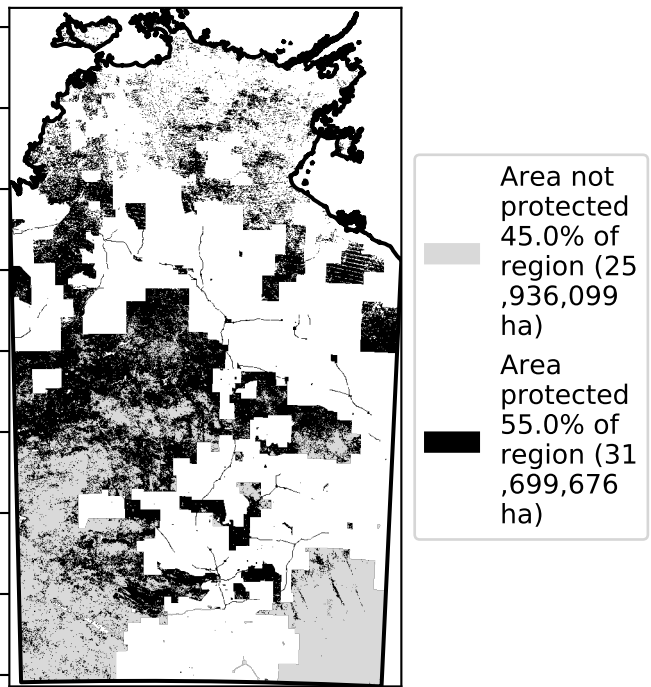 Area not
protected
45.0% of
region (25
,936,099
ha)
Area
protected
55.0% of
region (31
,699,676
ha)